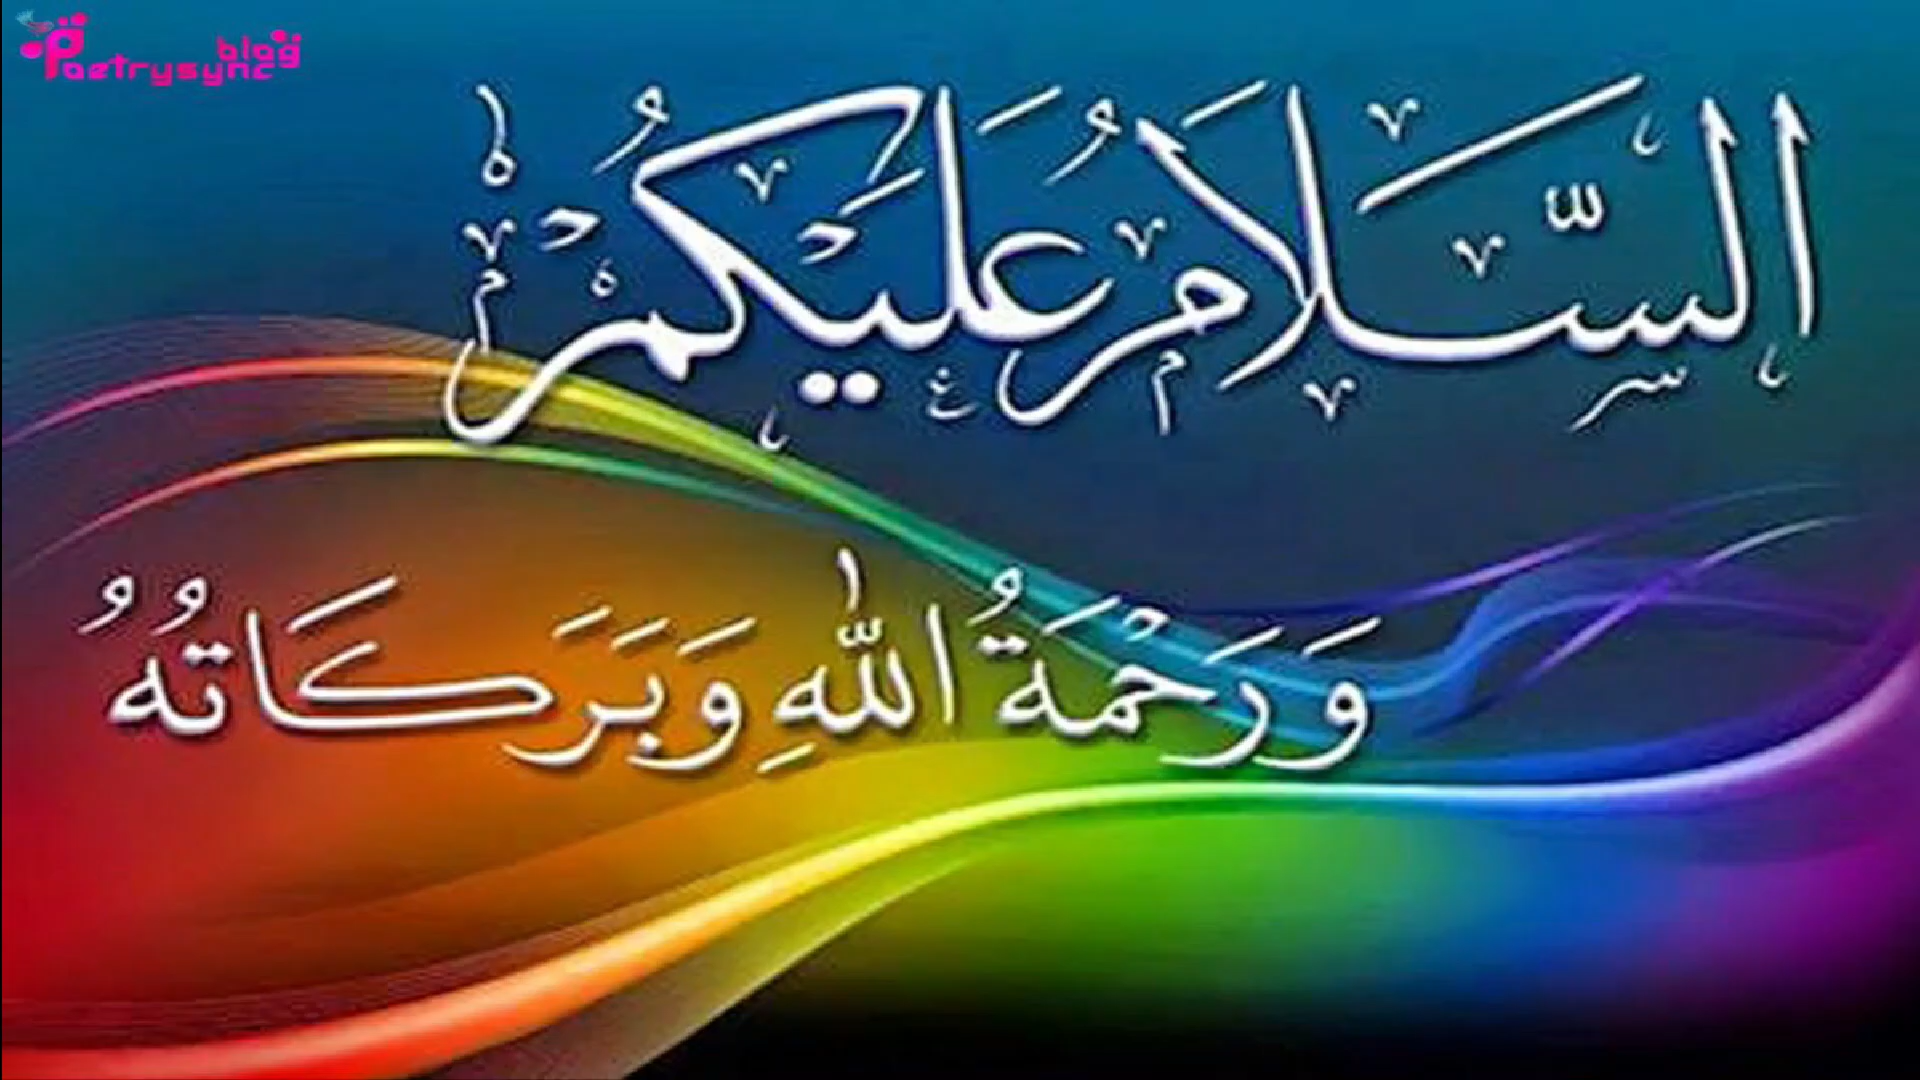 Poetrysync blog
السَّلَامُ عَلَيْكُمْ
وَرَحْمَةُ اللهِ وَبَرَكَاتُهُ